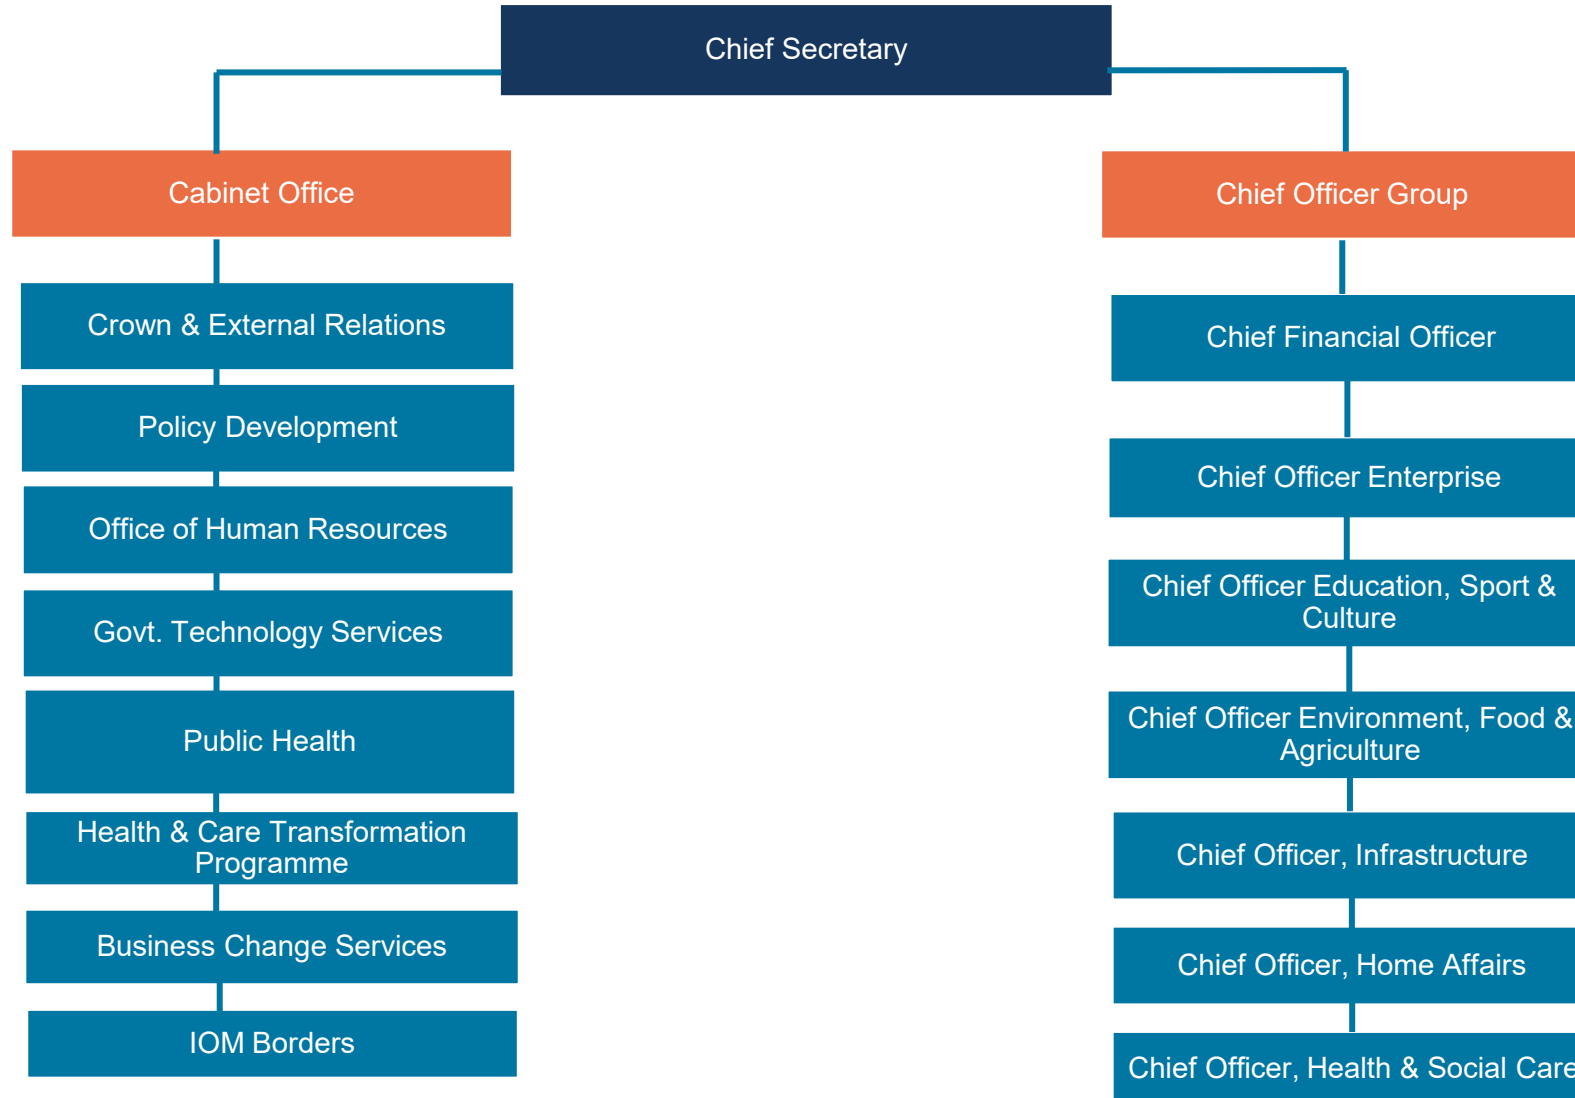 Chief Secretary
Cabinet Office
Crown & External Relations
Policy Development
Office of Human Resources
Govt. Technology Services
Public Health
Health & Care Transformation
Programme
Business Change Services
IOM Borders
Chief Officer Group
Chief Financial Officer
Chief Officer Enterprise
Chief Officer Education, Sport &
Culture
Chief Officer Environment, Food &
Agriculture
Chief Officer, Infrastructure
Chief Officer, Home Affairs
Chief Officer, Health & Social Care